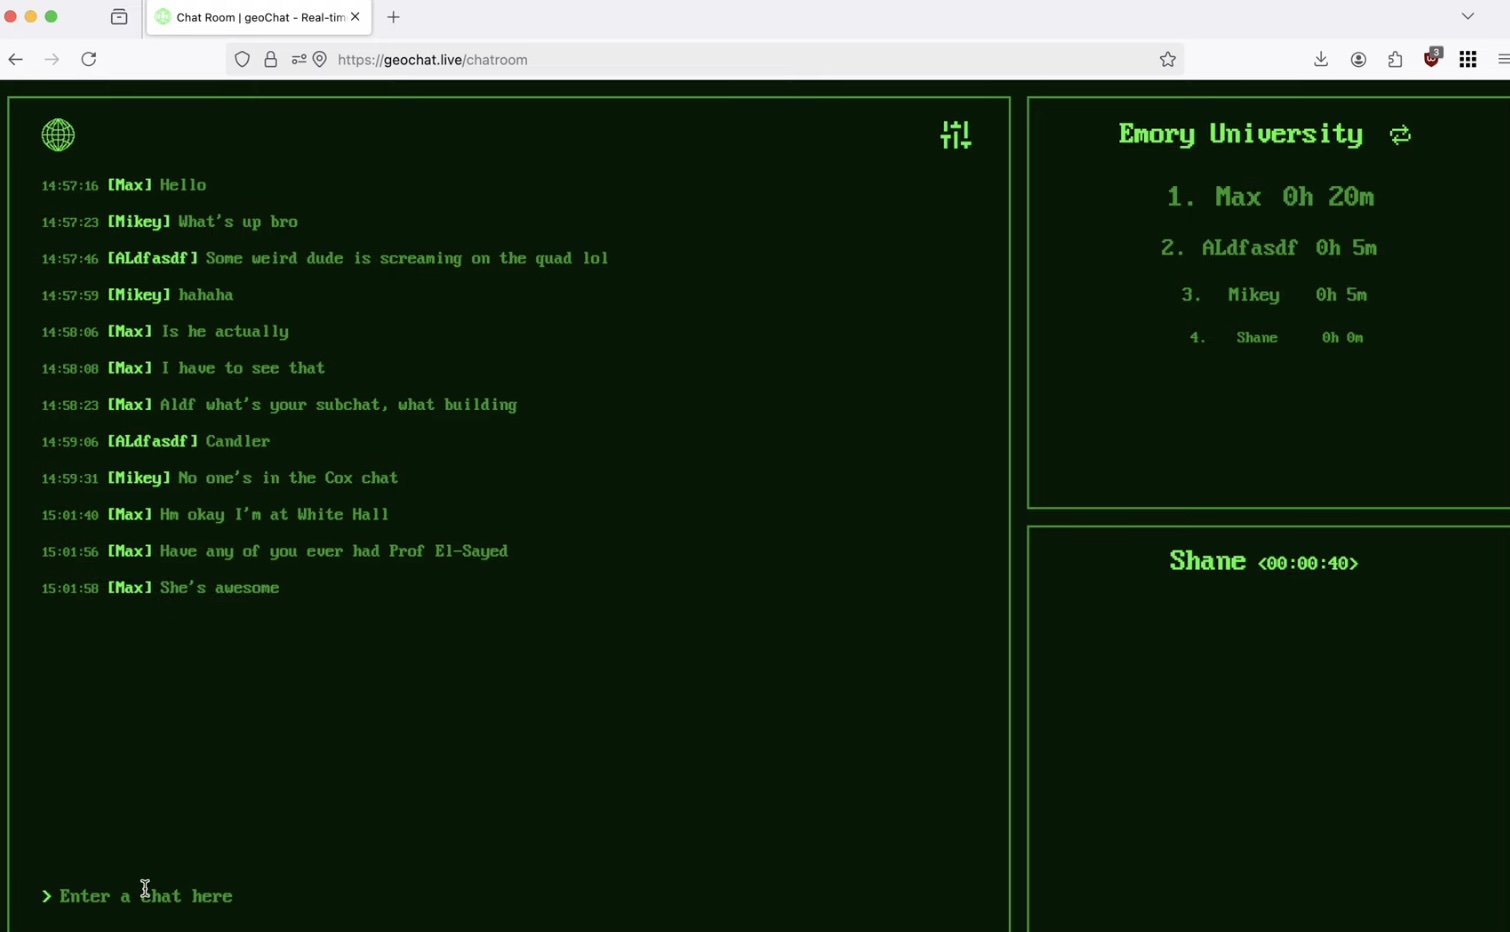 Chat Room | geoChat - Real-tim
https://geochat.live/chatroom
3
14:57:16 [Max] Hello
14:57:23 [Mikey] What's up bro
14:57:46 [ALdfasdf] Some weird dude is screaming on the quad lol
14:57:59 [Mikey] hahaha
14:58:06 [Max] Is he actually
14:58:08 [Max] I have to see that
14:58:23 [Max] Aldf what's your subchat, what building
14:59:06 [ALdfasdf] Candler
14:59:31 [Mikey] No one's in the Cox chat
15:01:40 [Max] Hm okay I'm at White Hall
15:01:56 [Max] Have any of you ever had Prof El-Sayed
15:01:58 [Max] She's awesome
> Enter a chat here
Emory University
1. Max 0h 20m
2. ALdfasdf 0h 5m
3. Mikey 0h 5m
4. Shane 0h 0m
Shane <00:00:40>